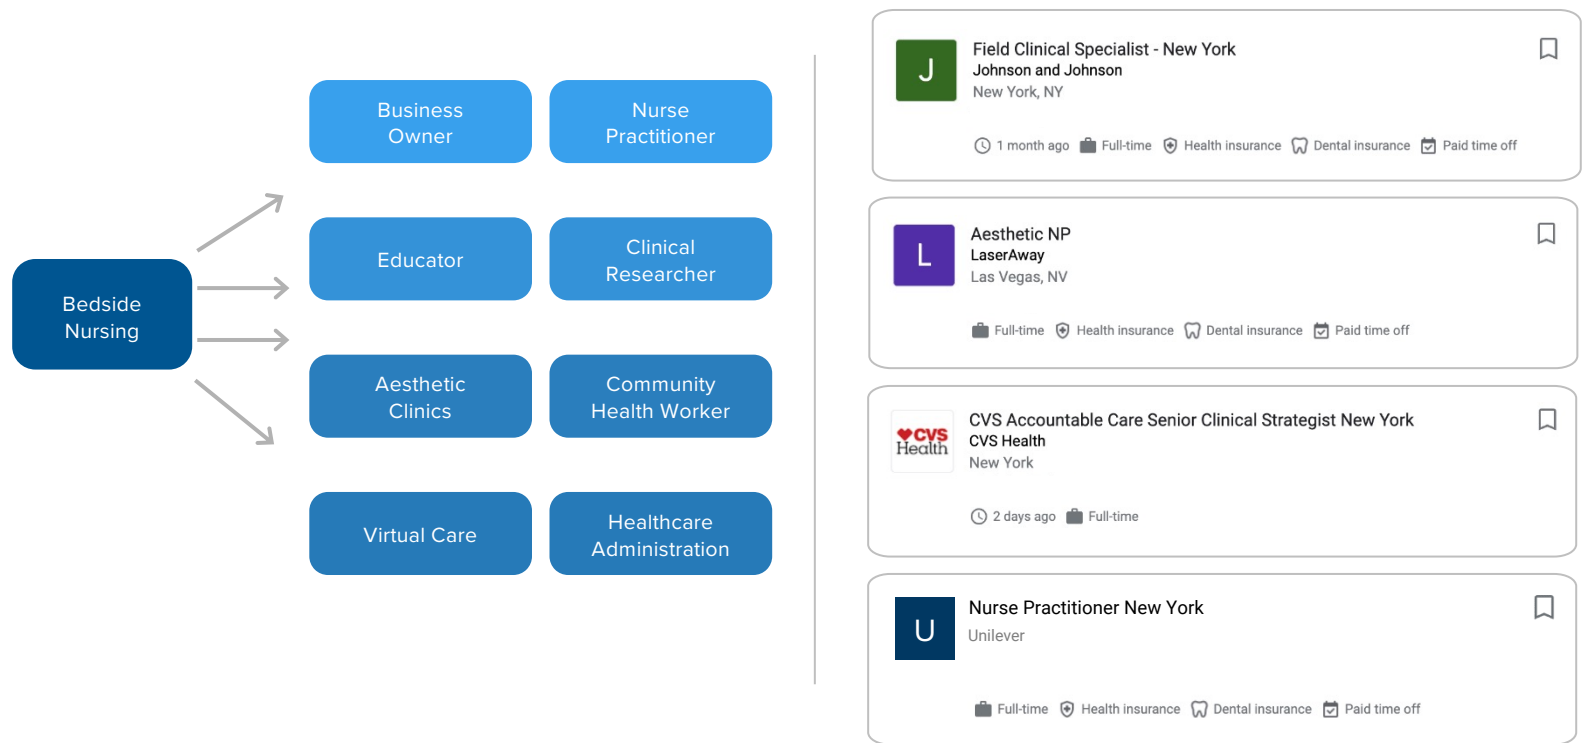 Bedside
Nursing
Business
Owner
Nurse
Practitioner
Educator
Clinical
Researcher
Aesthetic
Clinics
Community
Health Worker
Virtual Care
Healthcare
Administration
J
Field Clinical Specialist - New York
Johnson and Johnson
New York, NY
1 month ago Full-time Health insurance Dental insurance Paid time off
L
Aesthetic NP
LaserAway
Las Vegas, NV
Full-time Health insurance Dental insurance Paid time off
CVS
Health
CVS Accountable Care Senior Clinical Strategist New York
CVS Health
New York
2 days ago Full-time
U
Nurse Practitioner New York
Unilever
Full-time Health insurance Dental insurance Paid time off